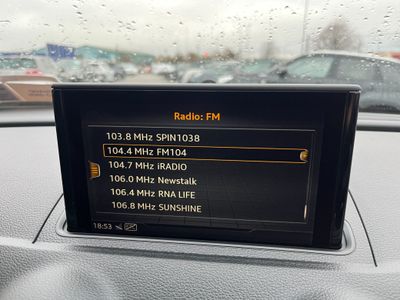 Radio: FM
103.8 MHz SPIN1038
104.4 MHz FM104
104.7 MHz iRADIO
106.0 MHz Newstalk
106.4 MHz RNA LIFE
106.8 MHz SUNSHINE
18:53